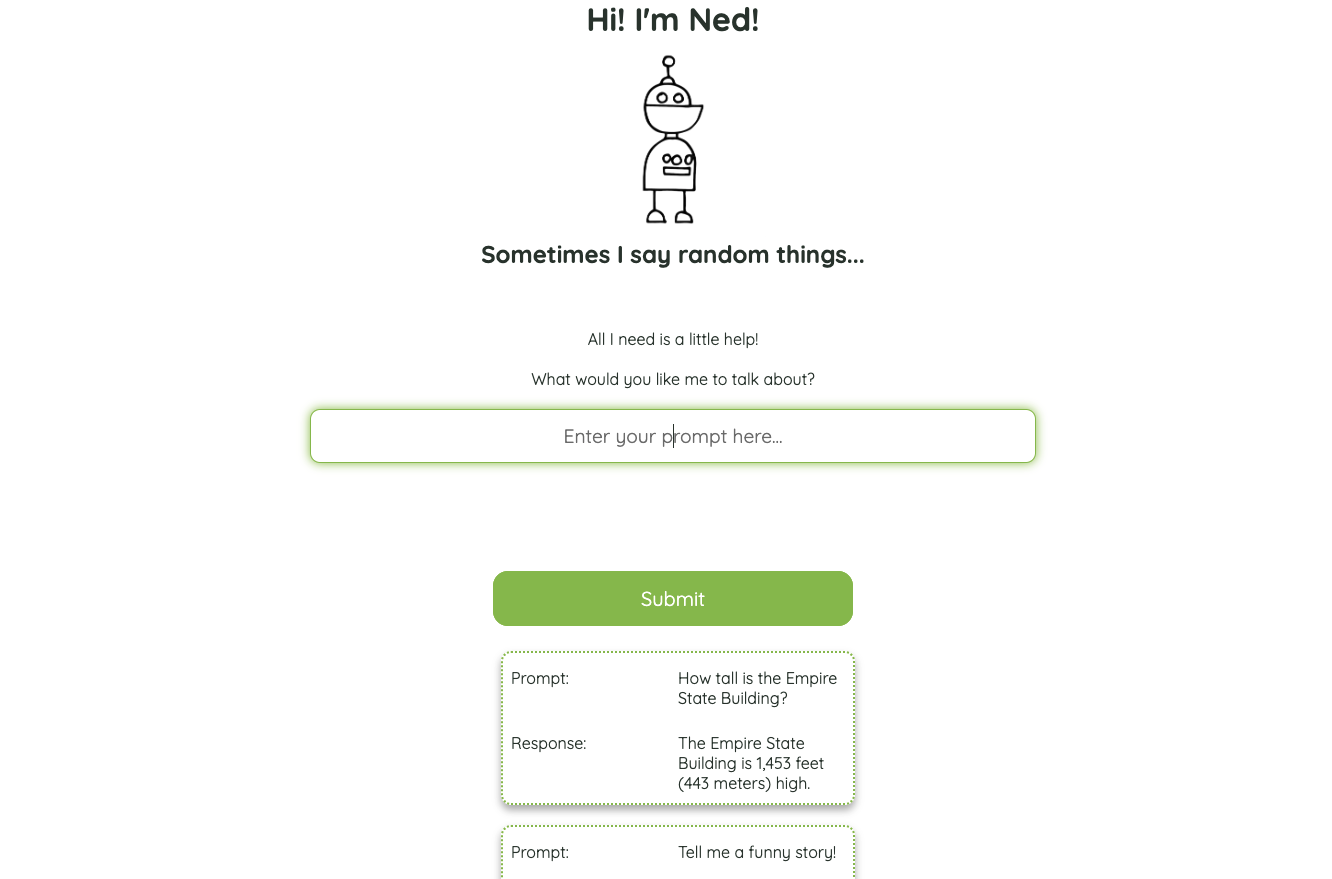 Hi! I'm Ned!
Sometimes I say random things...
All I need is a little help!
What would you like me to talk about?
Enter your prompt here...
Submit
Prompt:
How tall is the Empire
State Building?
Response:
The Empire State
Building is 1,453 feet
(443 meters) high.
Prompt:
Tell me a funny story!